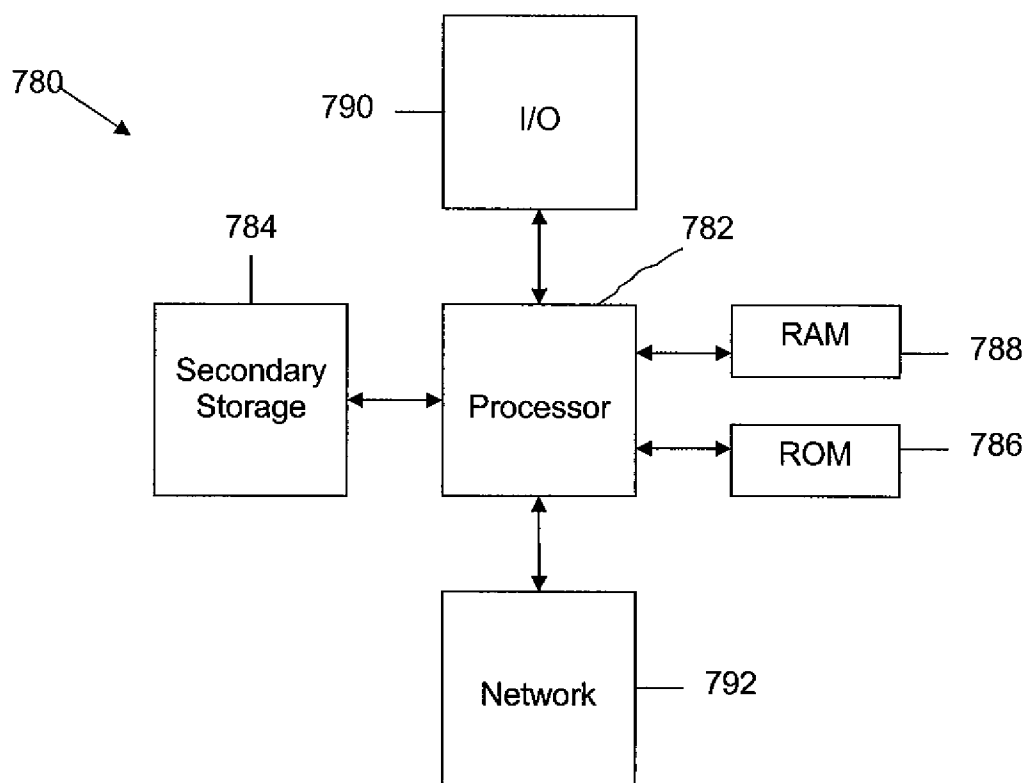 780
790
I/O
784
782
Secondary
Storage
Processor
RAM
788
ROM
786
Network
792